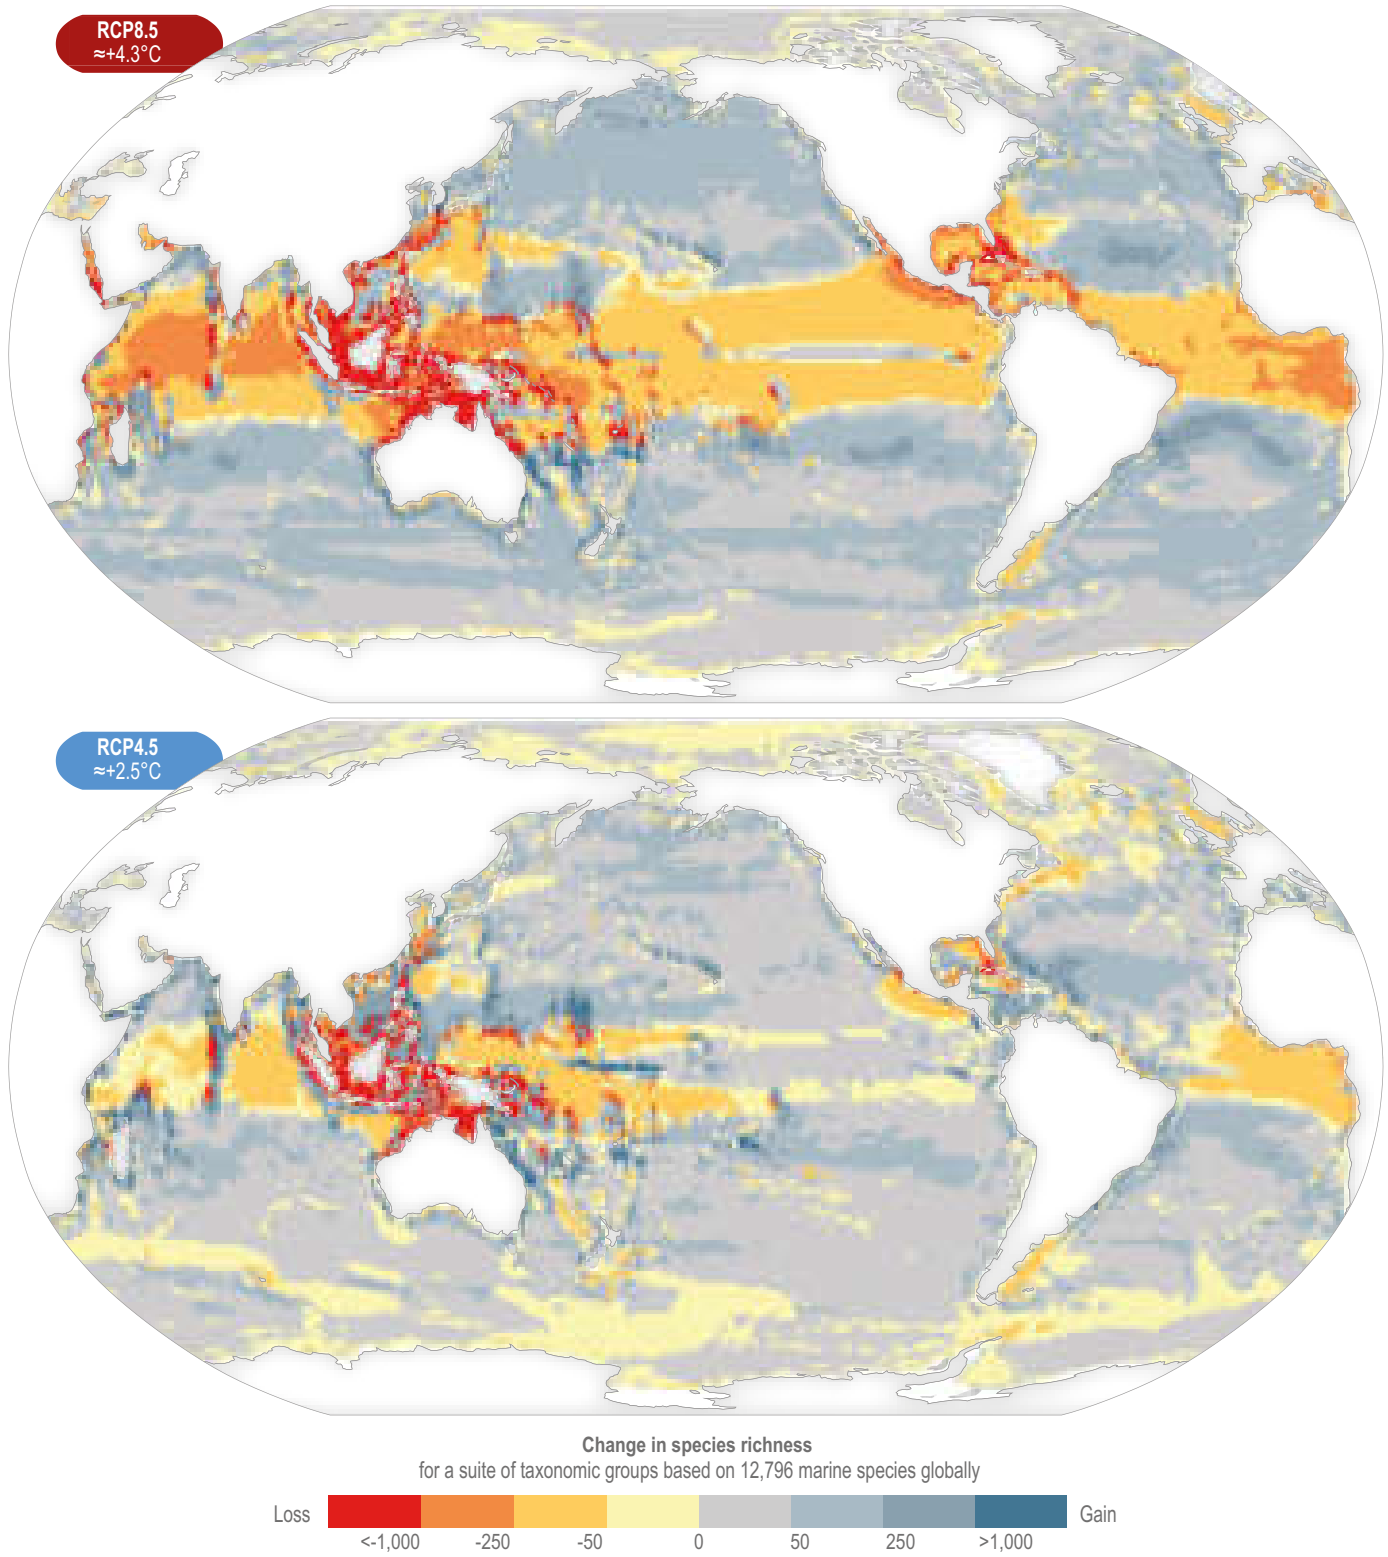 RCP8.5
≈+4.3°C
RCP4.5
≈+2.5°C
Change in species richness
for a suite of taxonomic groups based on 12,796 marine species globally
Loss
Gain
<-1,000 -250 -50 0 50 250 >1,000